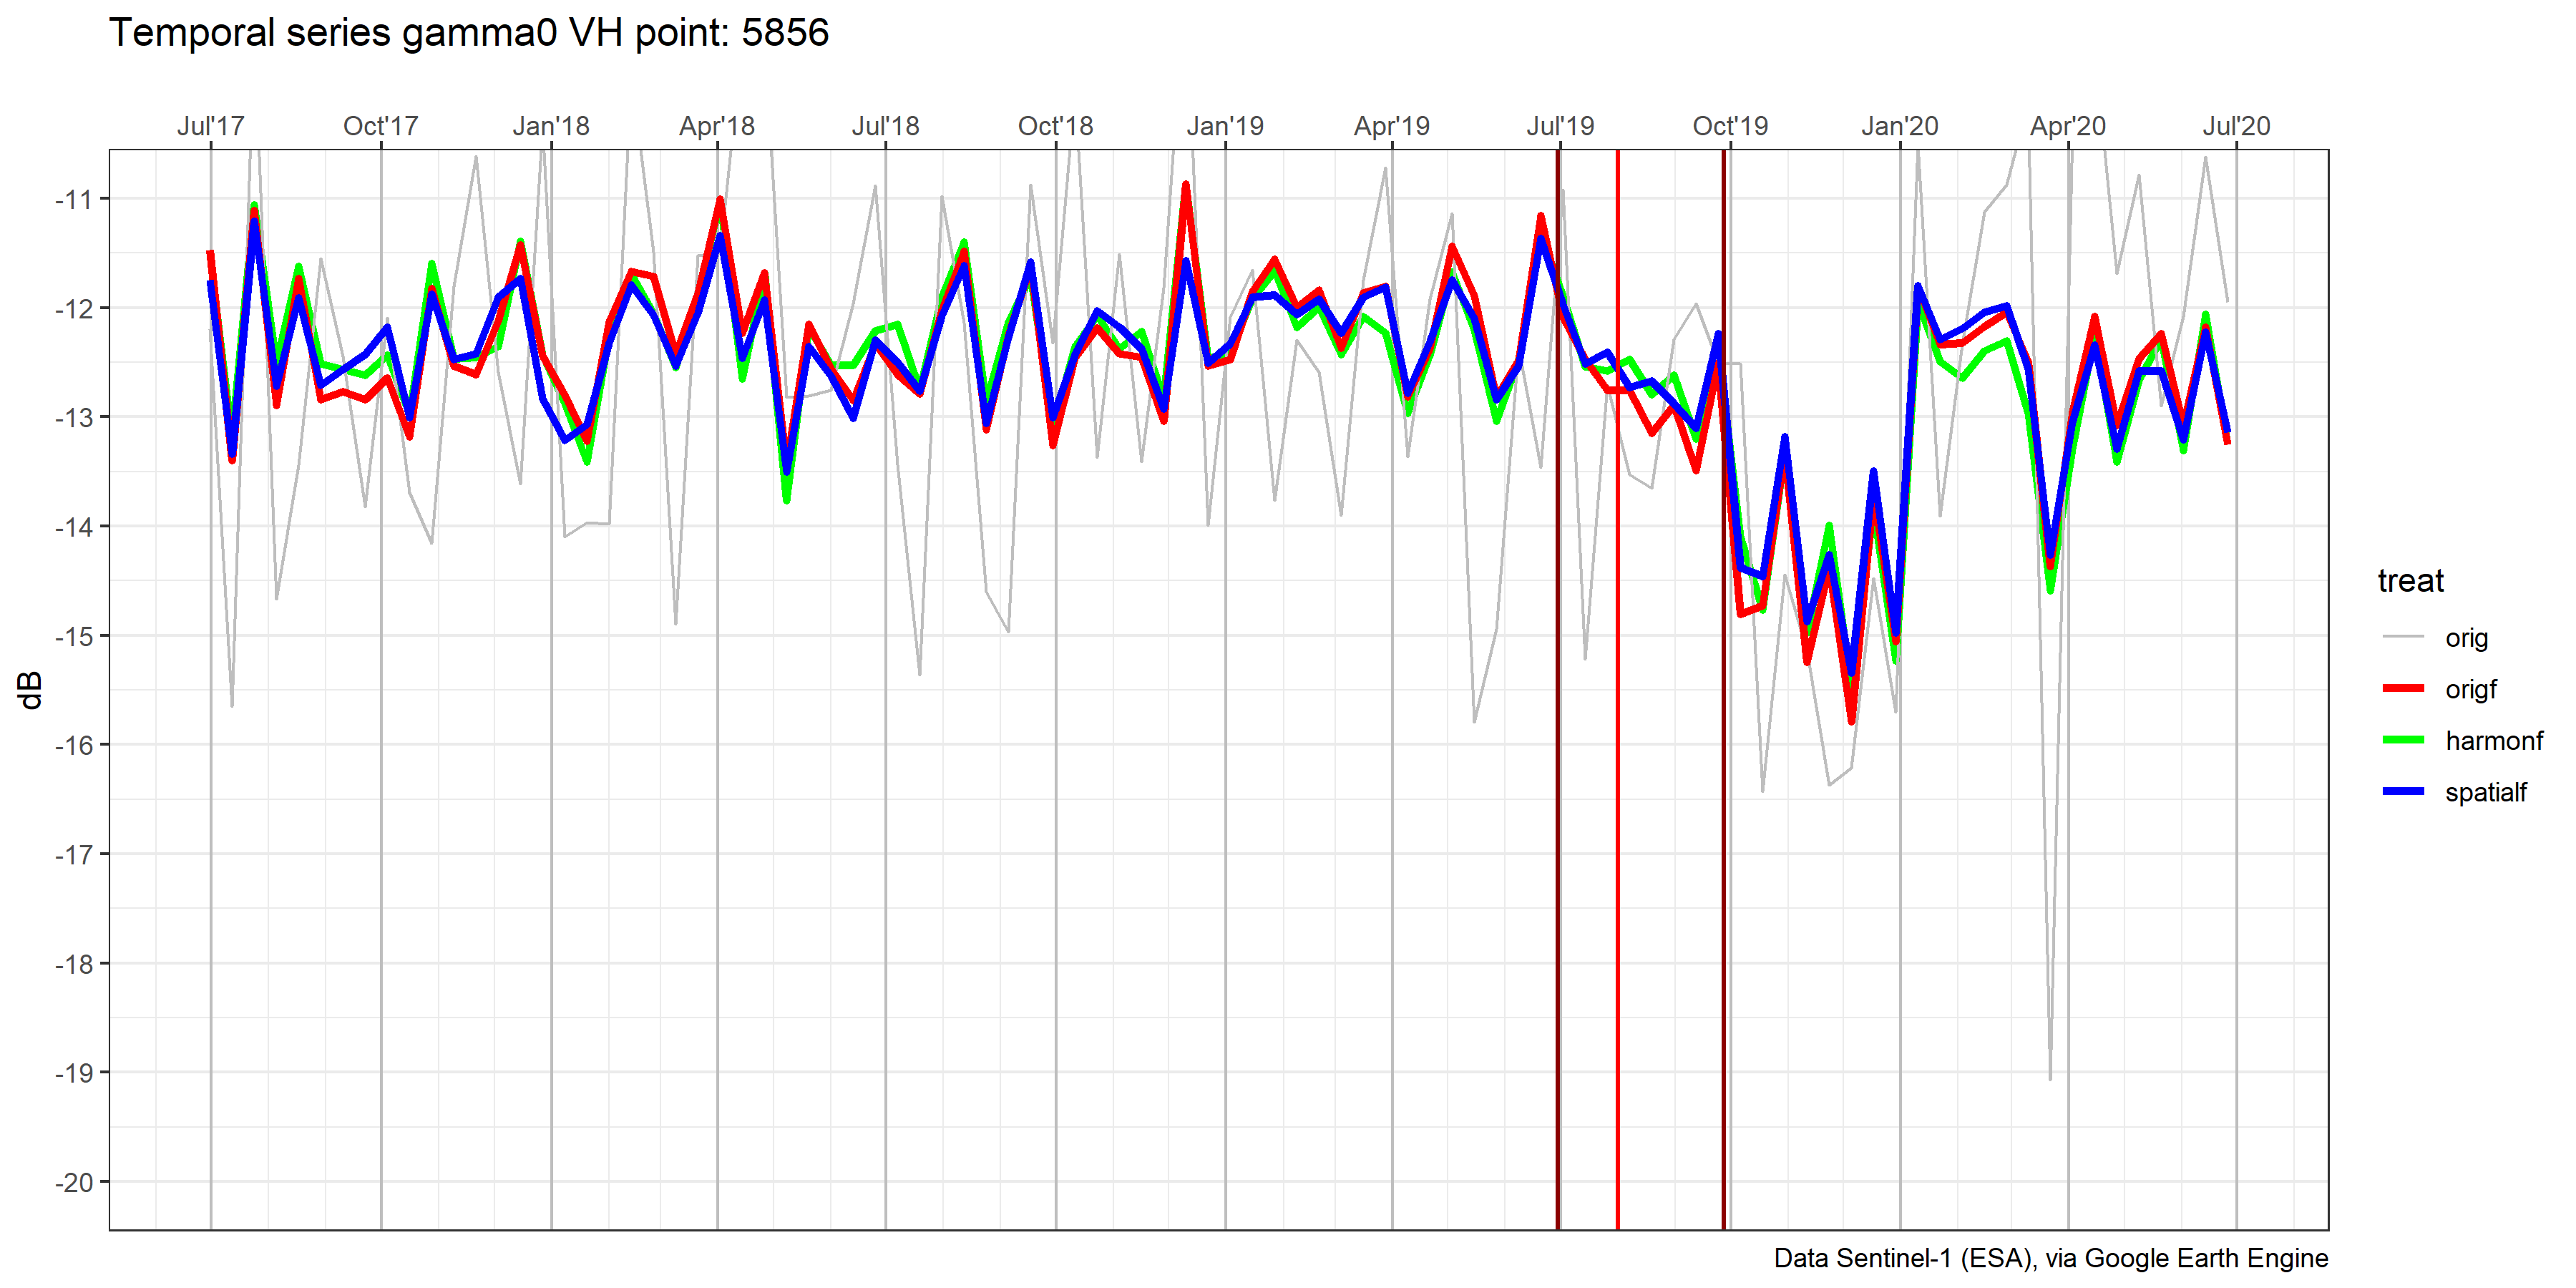 Temporal series gamma0 VH point: 5856
Jul'17 Oct'17 Jan'18 Apr'18 Jul'18 Oct'18 Jan'19 Apr'19 Jul'19 Oct'19 Jan'20 Apr'20 Jul'20
-11
-12
-13
-14
-15
-16
-17
-18
-19
-20
dB
treat
orig
origf
harmonf
spatialf
Data Sentinel-1 (ESA), via Google Earth Engine